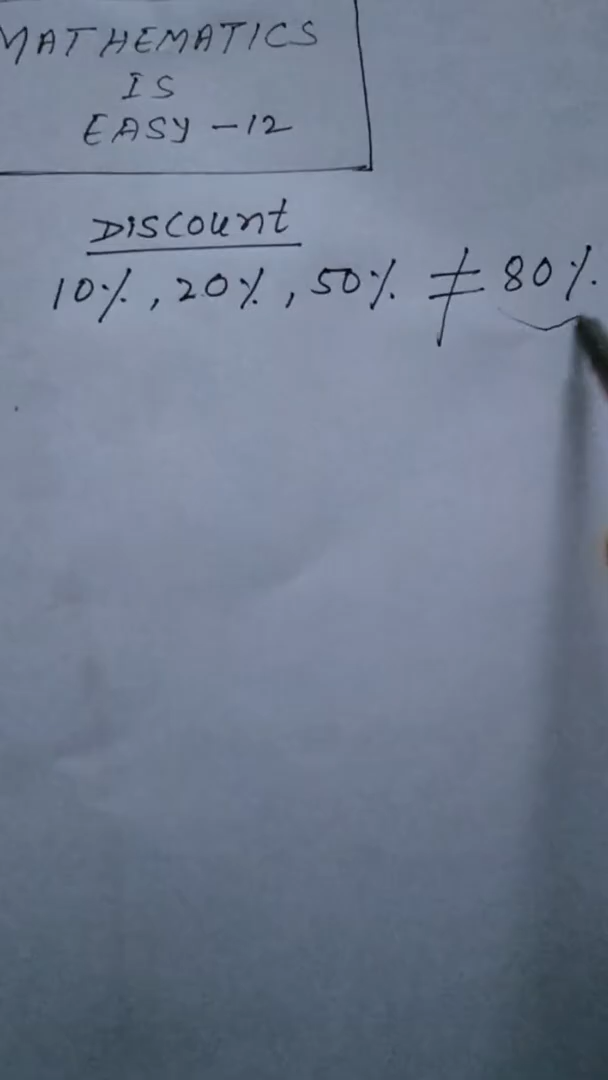 MATHEMATICS
IS
EASY -12
Discount
10%, 20%, 50% ≠ 80%.